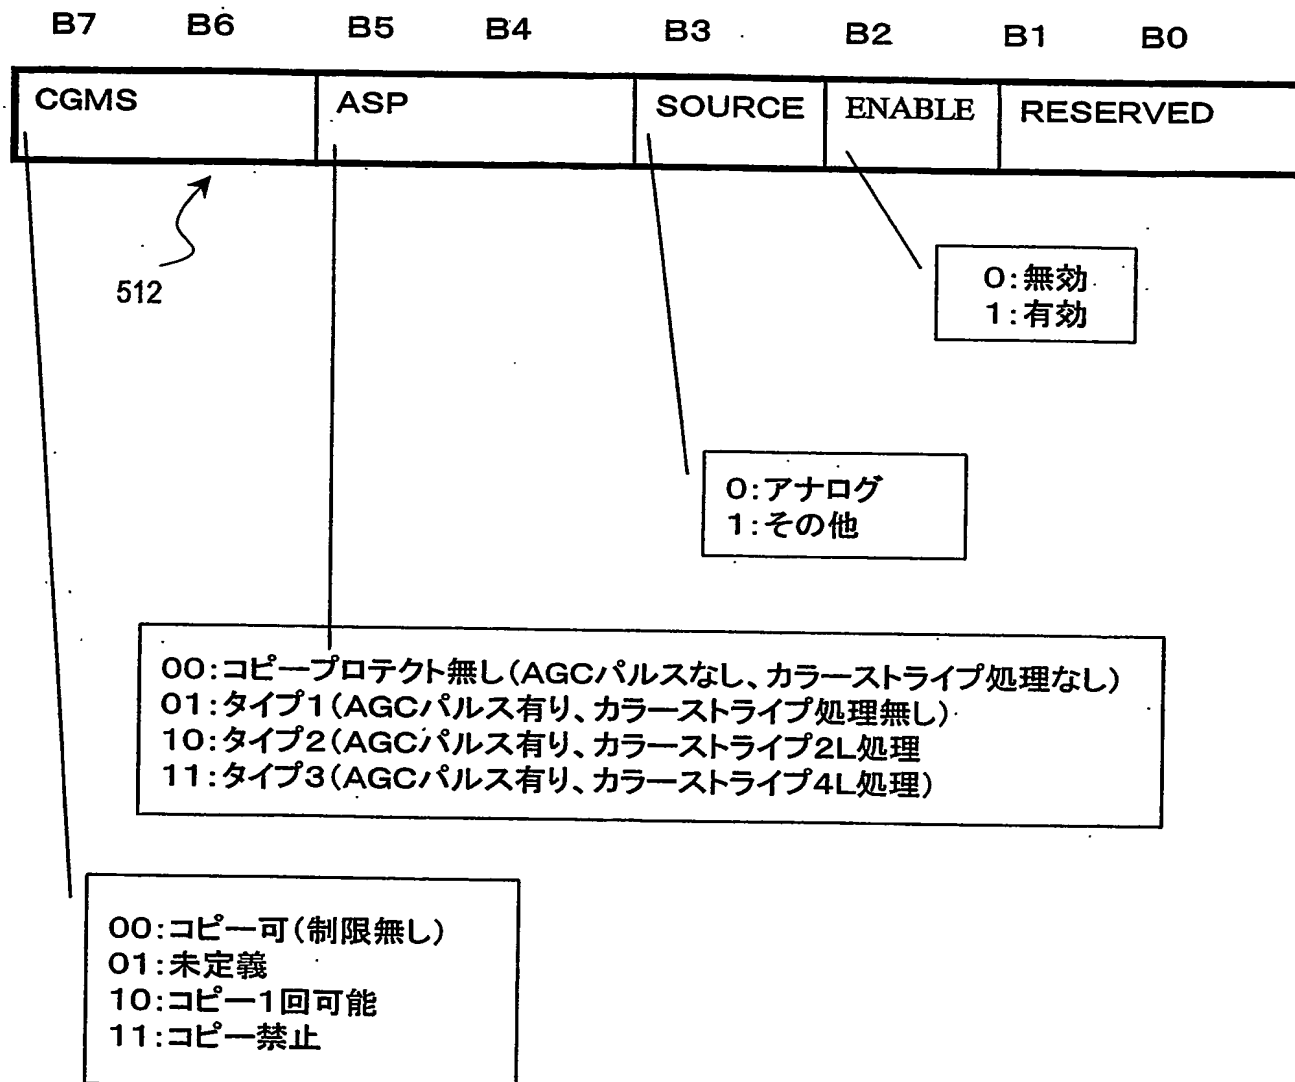 B7 B6 B5 B4 B3 B2 B1 B0
CGMS ASP SOURCE ENABLE RESERVED
512
0:無効
1:有効
0:アナログ
1:その他
00:コピープロテクト無し(AGCパルスなし、カラーストライプ処理なし)
01:タイプ1(AGCパルス有り、カラーストライプ処理無し)
10:タイプ2(AGCパルス有り、カラーストライプ2L処理
11:タイプ3(AGCパルス有り、カラーストライプ4L処理)
00:コピー可(制限無し)
01:未定義
10:コピー1回可能
11:コピー禁止